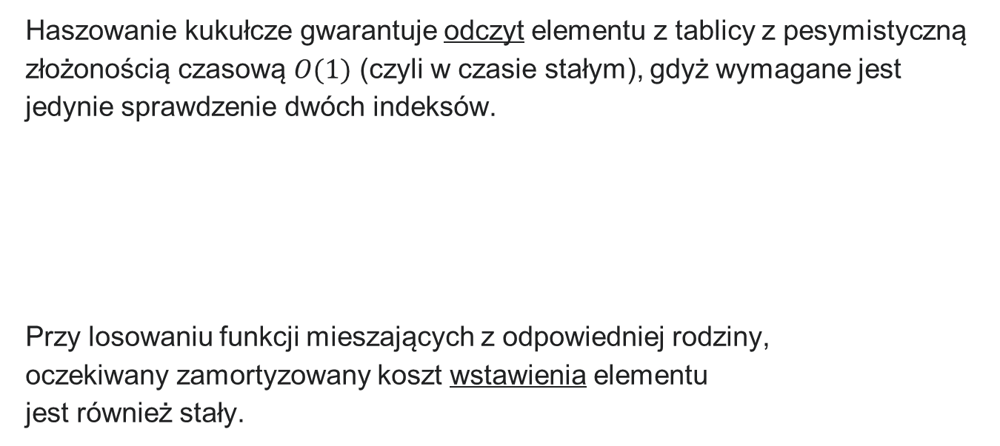 Haszowanie kukułcze gwarantuje odczyt elementu z tablicy z pesymistyczną
złożonością czasową O(1) (czyli w czasie stałym), gdyż wymagane jest
jedynie sprawdzenie dwóch indeksów.
Przy losowaniu funkcji mieszających z odpowiedniej rodziny,
oczekiwany zamortyzowany koszt wstawienia elementu
jest również stały.